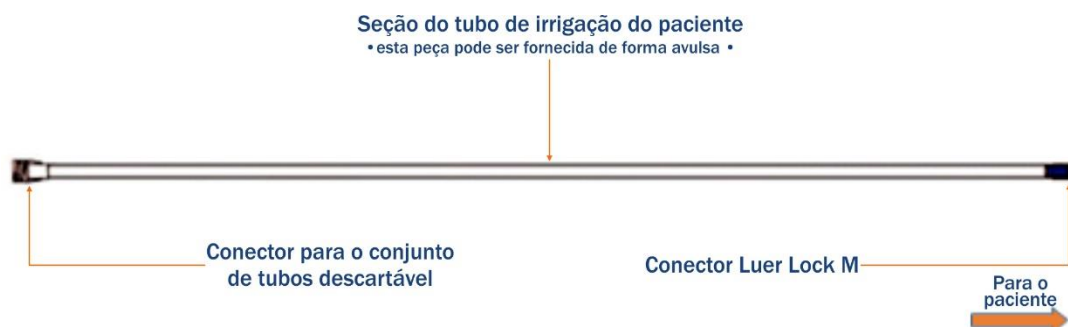 Seção do tubo de irrigação do paciente
• esta peça pode ser fornecida de forma avulsa •
Conector para o conjunto
de tubos descartável
Conector Luer Lock M
Para o
paciente